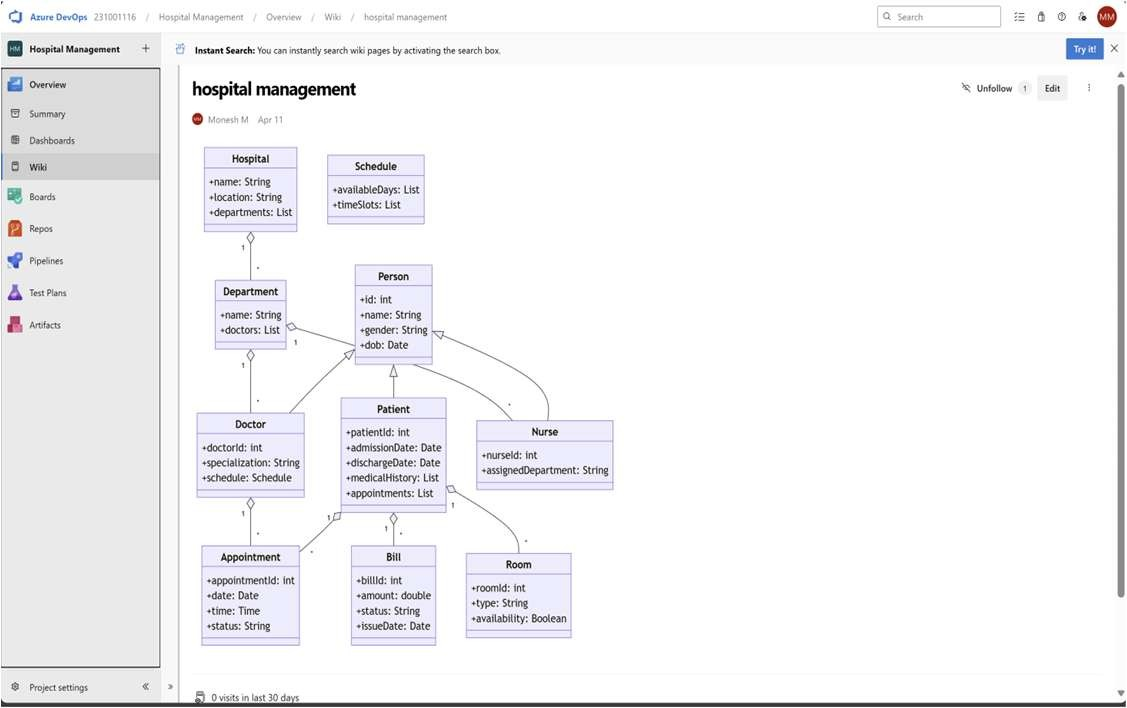 Azure DevOps 231001116 / Hospital Management / Overview / Wiki / hospital management
Search
MM
HM Hospital Management +
Instant Search: You can instantly search wiki pages by activating the search box.
Try it!
Overview
Summary
Dashboards
Wiki
Boards
Repos
Pipelines
Test Plans
Artifacts
Project settings
hospital management
Unfollow 1
Edit
MM Monesh M Apr 11
Hospital
+name: String
+location: String
+departments: List
Schedule
+availableDays: List
+timeSlots: List
1
*
Department
+name: String
+doctors: List
1
Person
+id: int
+name: String
+gender: String
+dob: Date
1
*
*
Doctor
+doctorId: int
+specialization: String
+schedule: Schedule
Patient
+patientId: int
+admissionDate: Date
+dischargeDate: Date
+medicalHistory: List
+appointments: List
Nurse
+nurseId: int
+assignedDepartment: String
1
*
1
*
1
*
1
*
Appointment
+appointmentId: int
+date: Date
+time: Time
+status: String
Bill
+billId: int
+amount: double
+status: String
+issueDate: Date
Room
+roomId: int
+type: String
+availability: Boolean
0 visits in last 30 days